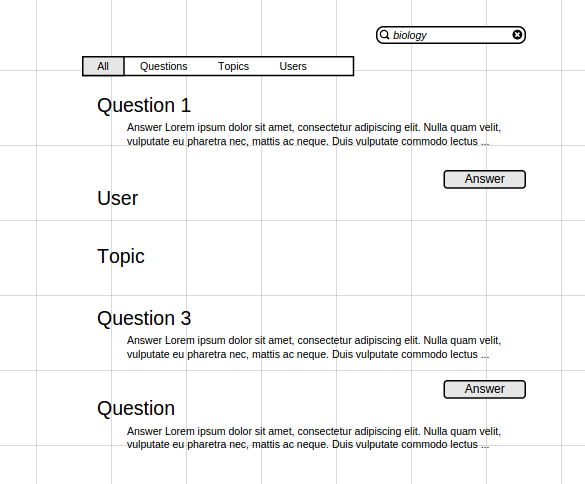 biology
All Questions Topics Users
Question 1
Answer Lorem ipsum dolor sit amet, consectetur adipiscing elit. Nulla quam velit,
vulputate eu pharetra nec, mattis ac neque. Duis vulputate commodo lectus ...
Answer
User
Topic
Question 3
Answer Lorem ipsum dolor sit amet, consectetur adipiscing elit. Nulla quam velit,
vulputate eu pharetra nec, mattis ac neque. Duis vulputate commodo lectus ...
Answer
Question
Answer Lorem ipsum dolor sit amet, consectetur adipiscing elit. Nulla quam velit,
vulputate eu pharetra nec, mattis ac neque. Duis vulputate commodo lectus ...